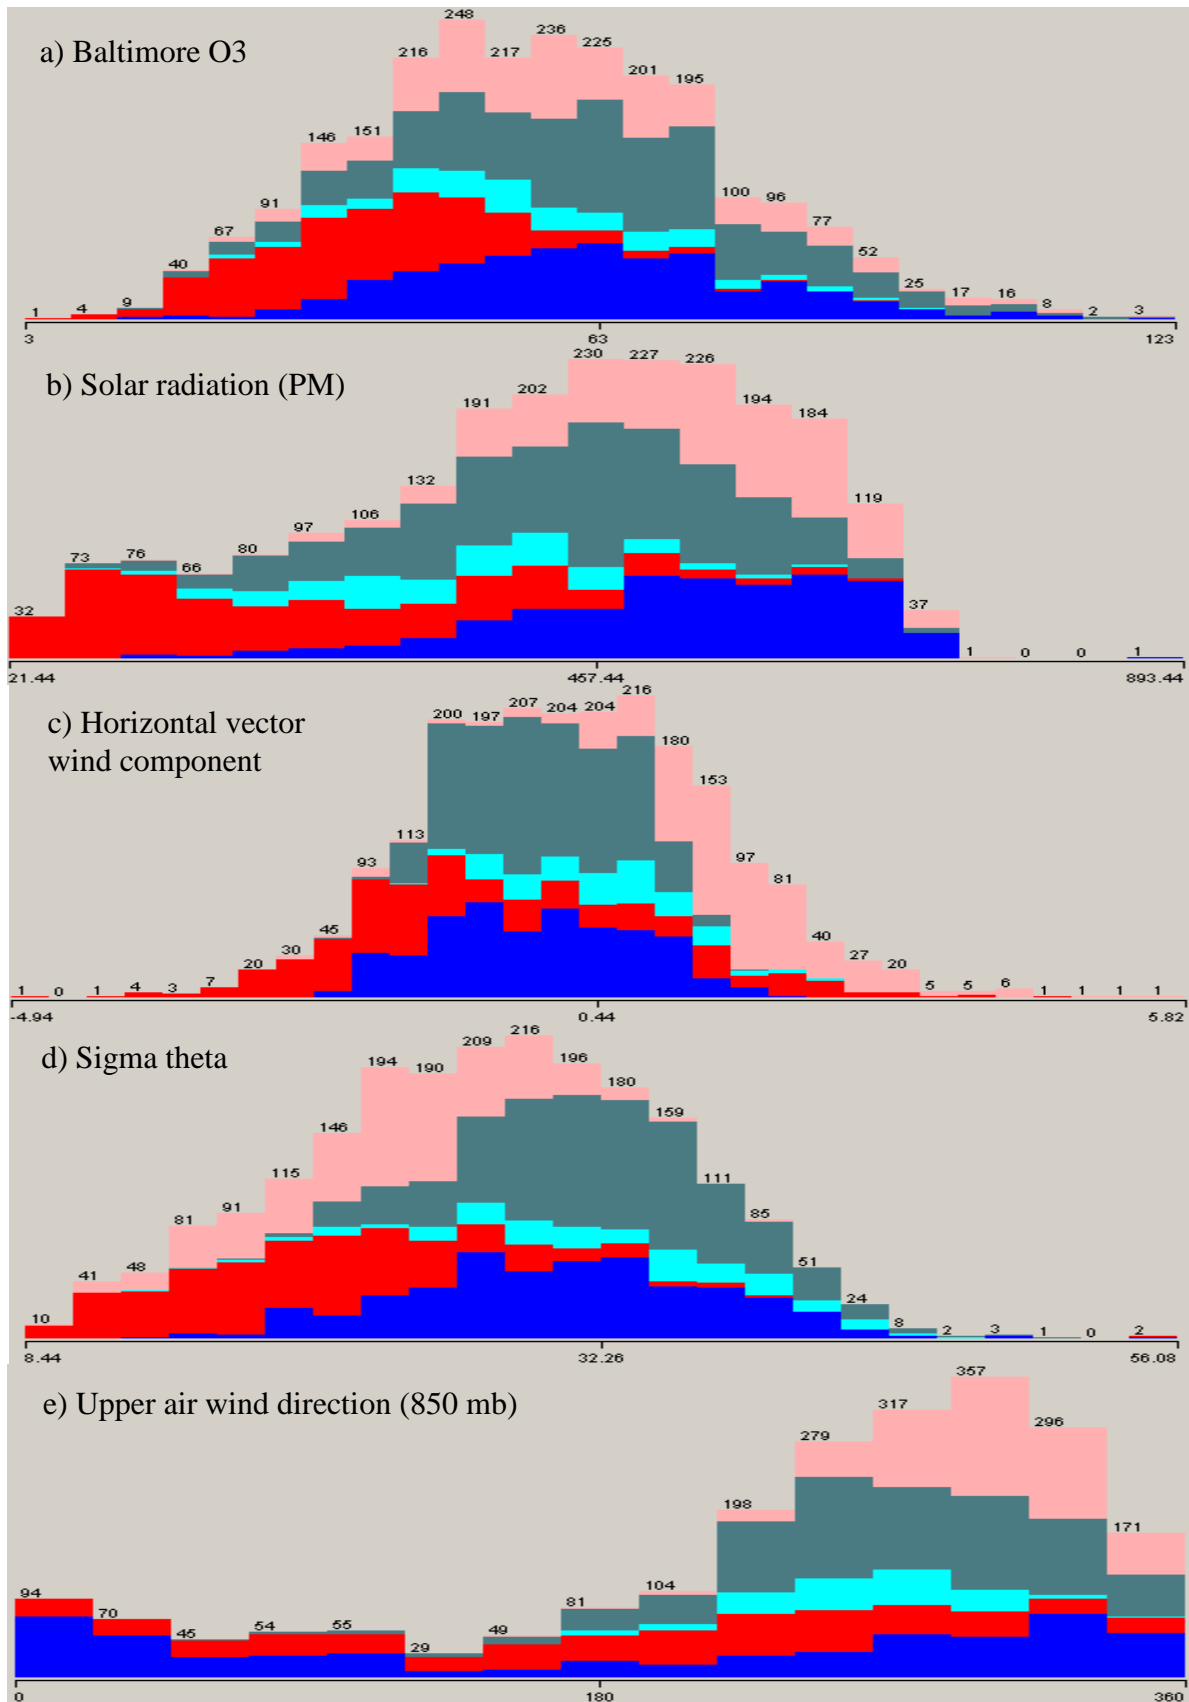 a) Baltimore O3
1 4 9 40 67 91 146 151 216 248 217 236 225 201 195 100 96 77 52 25 17 16 8 2 3
3 63 123
b) Solar radiation (PM)
32 73 76 66 80 97 106 132 191 202 230 227 226 194 184 119 37 1 0 0 1
21.44 457.44 893.44
c) Horizontal vector
wind component
1 0 1 4 3 7 20 30 45 93 113 200 197 207 204 204 216 180 153 97 81 40 27 20 5 5 6 1 1 1 1
-4.94 0.44 5.82
d) Sigma theta
10 41 48 81 91 115 146 194 190 209 216 196 180 159 111 85 51 24 8 2 3 1 0 2
8.44 32.26 56.08
e) Upper air wind direction (850 mb)
94 70 45 54 55 29 49 81 104 198 279 317 357 296 171
0 180 360